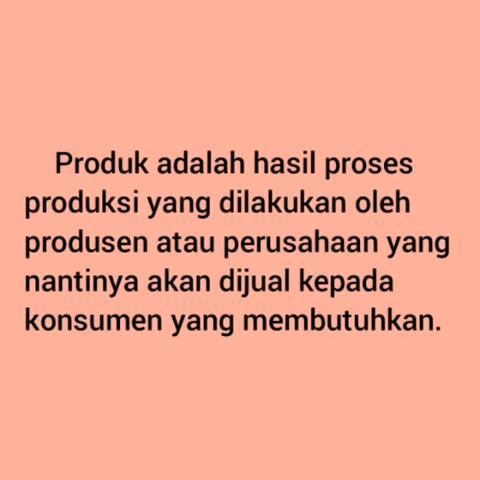 Produk adalah hasil proses
produksi yang dilakukan oleh
produsen atau perusahaan yang
nantinya akan dijual kepada
konsumen yang membutuhkan.